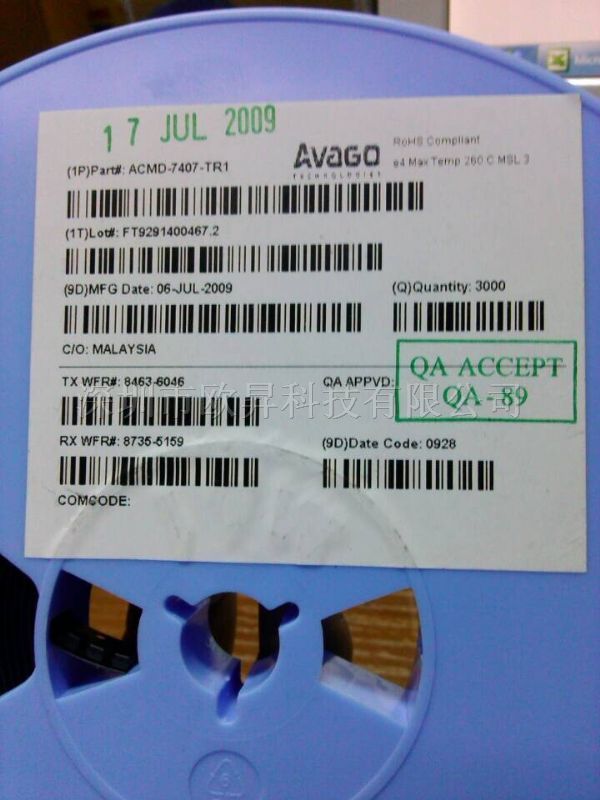 17 JUL 2009
(1P)Part#: ACMD-7407-TR1
AVAGO
TECHNOLOGIES
RoHS Compliant
e4 Max Temp 260 C MSL 3
(1T)Lot#: FT9291400467.2
(9D)MFG Date: 06-JUL-2009
(Q)Quantity: 3000
C/O: MALAYSIA
TX WFR#: 8463-6046
QA APPVD:
QA ACCEPT
QA-89
深圳市欧昇科技有限公司
RX WFR#: 8735-5159
(9D)Date Code: 0928
COMCODE: